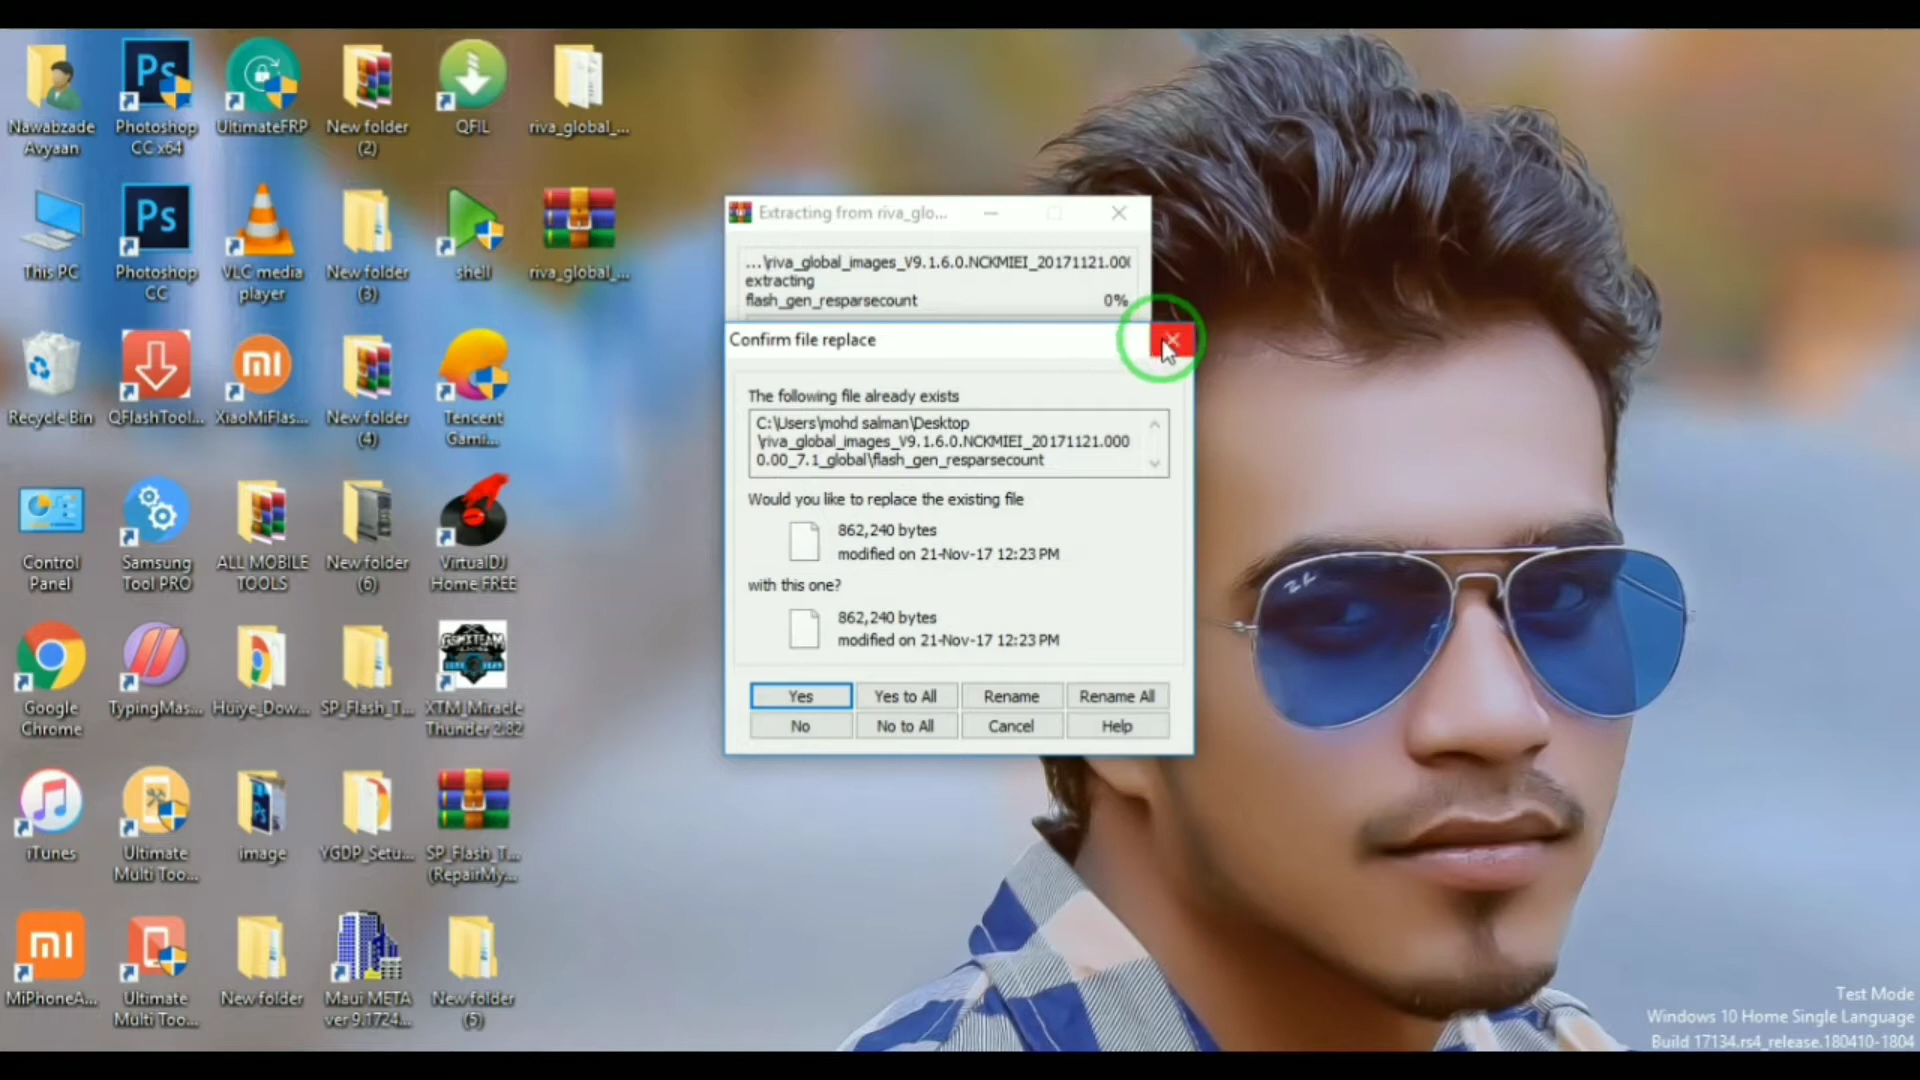 Nawabzade
Avyaan
Photoshop
CC x64
UltimateFRP
New folder
(2)
QFIL
riva_global_...
This PC
Photoshop
CC
VLC media
player
New folder
(3)
shell
riva_global_...
Recycle Bin
QFlashTool...
XiaoMiFlas...
New folder
(4)
Tencent
Gami...
Control
Panel
Samsung
Tool PRO
ALL MOBILE
TOOLS
New folder
(6)
VirtualDJ
Home FREE
Google
Chrome
TypingMas...
Huiye_Dow...
SP_Flash_T...
XTM Miracle
Thunder 2.82
iTunes
Ultimate
Multi Too...
image
YGDP_Setu...
SP_Flash_T...
(RepairMy...
MiPhoneA...
Ultimate
Multi Too...
New folder
Maui META
ver 9.1724...
New folder
(5)
Extracting from riva_glo...
...\riva_global_images_V9.1.6.0.NCKMIEI_20171121.00(
extracting
flash_gen_resparsecount 0%
Confirm file replace
The following file already exists
C:\Users\mohd salman\Desktop
\riva_global_images_V9.1.6.0.NCKMIEI_20171121.000
0.00_7.1_global\flash_gen_resparsecount
Would you like to replace the existing file
862,240 bytes
modified on 21-Nov-17 12:23 PM
with this one?
862,240 bytes
modified on 21-Nov-17 12:23 PM
Yes Yes to All Rename Rename All
No No to All Cancel Help
Test Mode
Windows 10 Home Single Language
Build 17134.rs4_release.180410-1804